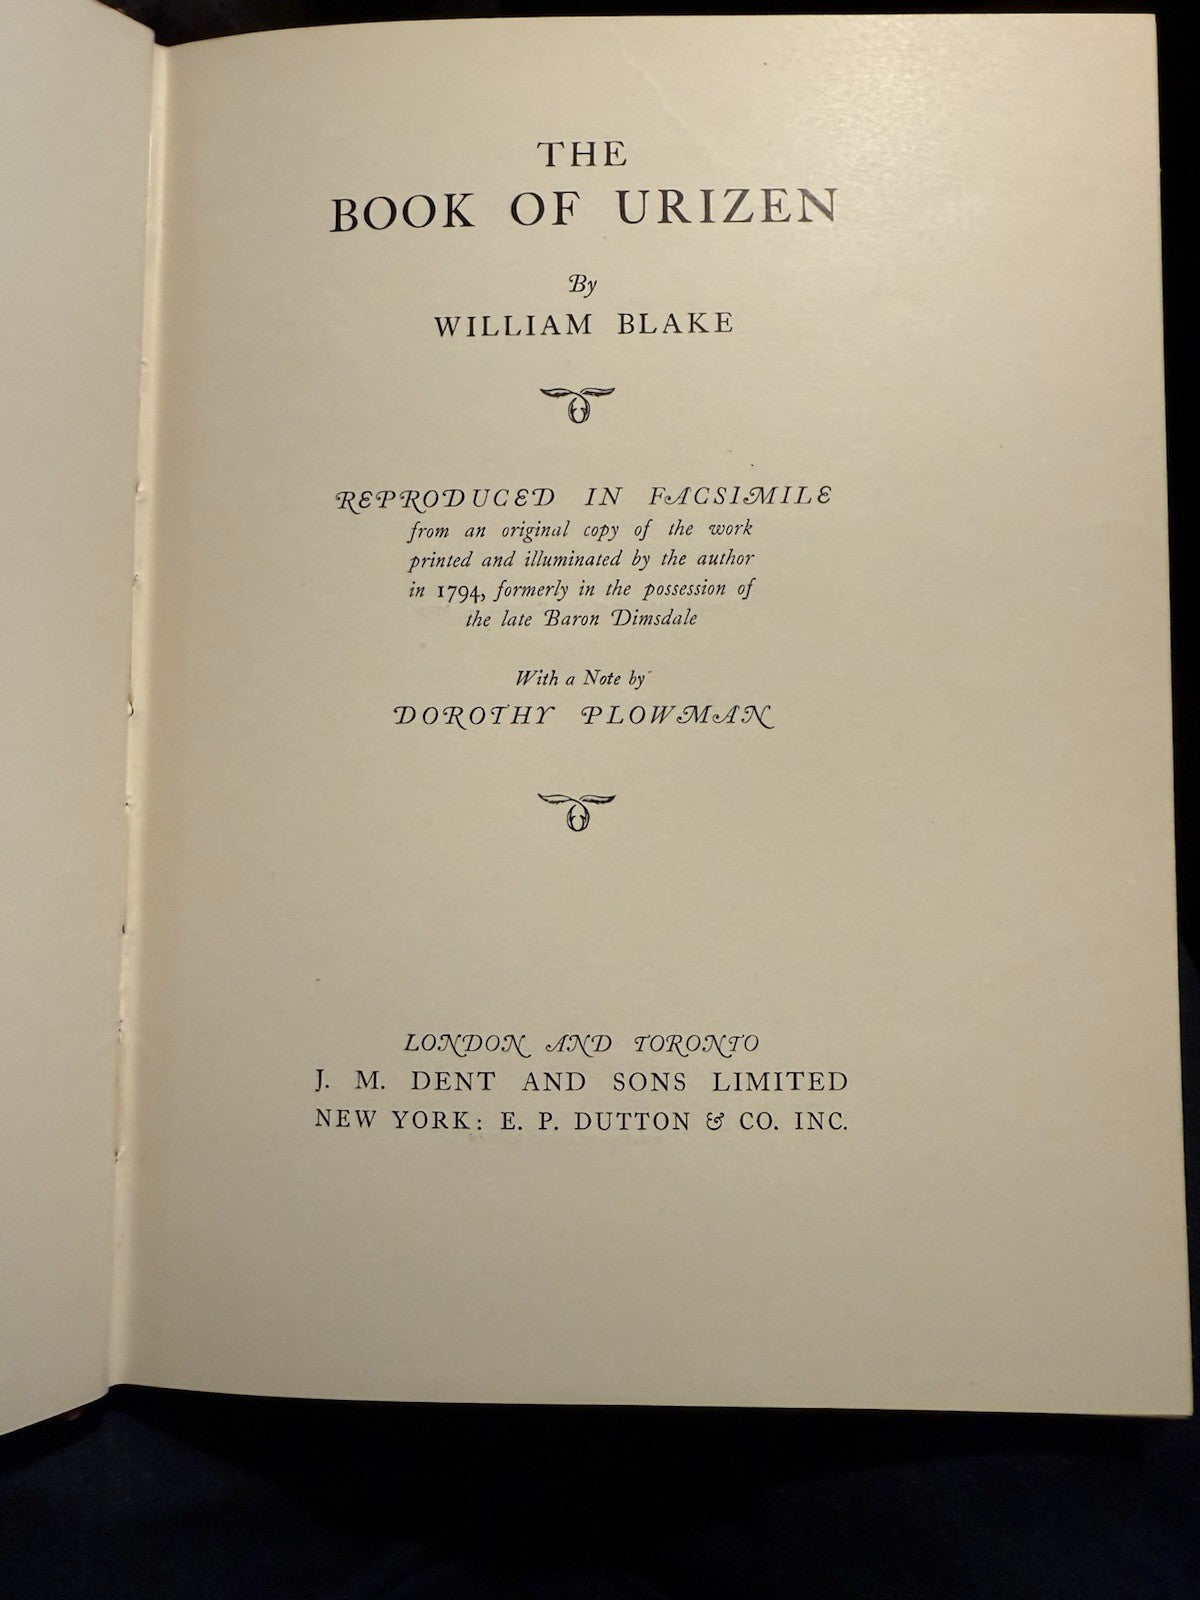 THE
BOOK OF URIZEN
By
WILLIAM BLAKE
REPRODUCED IN FACSIMILE
from an original copy of the work
printed and illuminated by the author
in 1794, formerly in the possession of
the late Baron Dimsdale
With a Note by
DOROTHY PLOWMAN
LONDON AND TORONTO
J. M. DENT AND SONS LIMITED
NEW YORK: E. P. DUTTON & CO. INC.